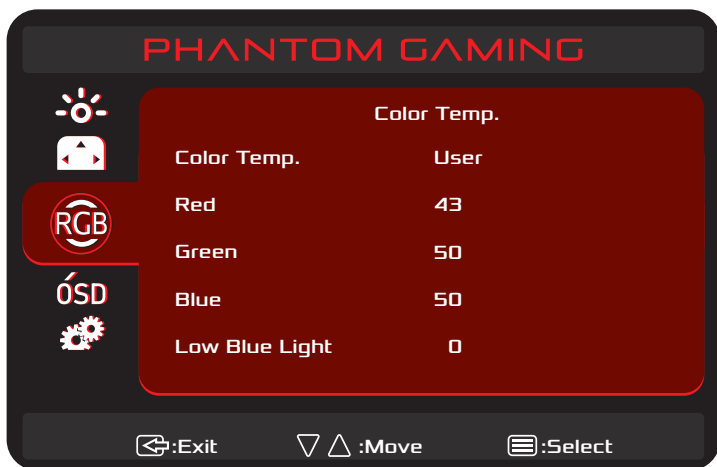 PHANTOM GAMING
Color Temp.
Color Temp. User
Red 43
RGB
Green 50
ÓSD
Blue 50
Low Blue Light 0
:Exit :Move :Select